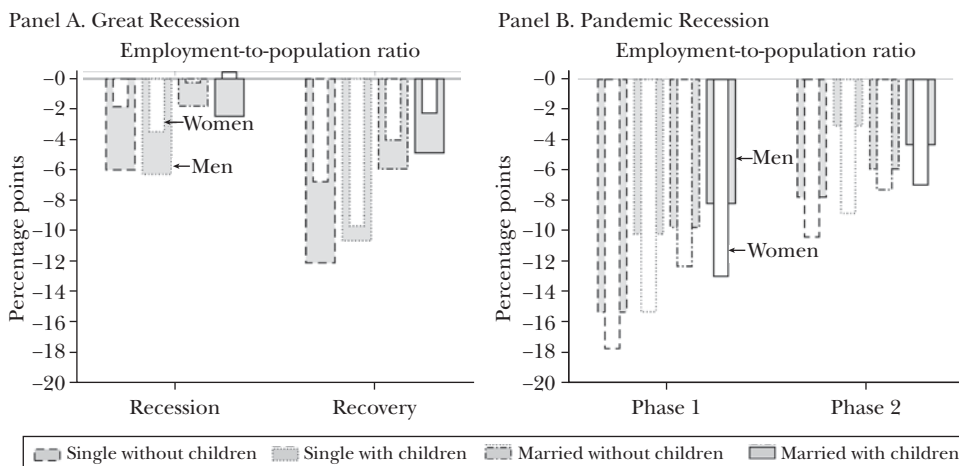 Panel A. Great Recession
Employment-to-population ratio
Percentage points
–0
–2
–4
–6
–8
–10
–12
–14
–16
–18
–20
Women
Men
Recession
Recovery
Panel B. Pandemic Recession
Employment-to-population ratio
Percentage points
–0
–2
–4
–6
–8
–10
–12
–14
–16
–18
–20
Men
Women
Phase 1
Phase 2
Single without children Single with children Married without children Married with children